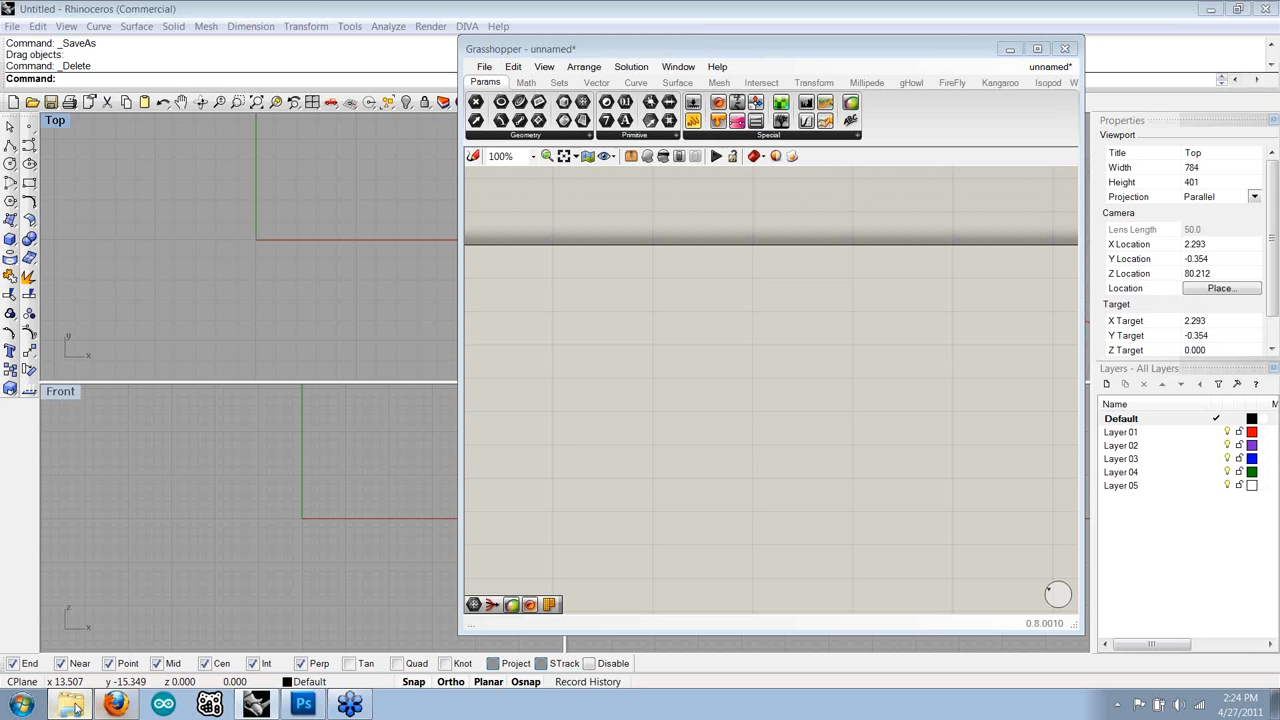 Untitled - Rhinoceros (Commercial)
File Edit View Curve Surface Solid Mesh Dimension Transform Tools Analyze Render DIVA Help
Command: _SaveAs
Drag objects:
Command: _Delete
Command:
Grasshopper - unnamed*
File Edit View Arrange Solution Window Help unnamed*
Params Math Sets Vector Curve Surface Mesh Intersect Transform Millipede gHowl FireFly Kangaroo Isopod W
Geometry Primitive Special
100%
Top
y
x
Front
z
x
Properties
Viewport
Title Top
Width 784
Height 401
Projection Parallel
Camera
Lens Length 50.0
X Location 2.293
Y Location -0.354
Z Location 80.212
Location Place...
Target
X Target 2.293
Y Target -0.354
Z Target 0.000
Layers - All Layers
Name M
Default
Layer 01
Layer 02
Layer 03
Layer 04
Layer 05
... 0.8.0010
End Near Point Mid Cen Int Perp Tan Quad Knot Project STrack Disable
CPlane x 13.507 y -15.349 z 0.000 0.000 Default Snap Ortho Planar Osnap Record History
Ps
2:24 PM
4/27/2011